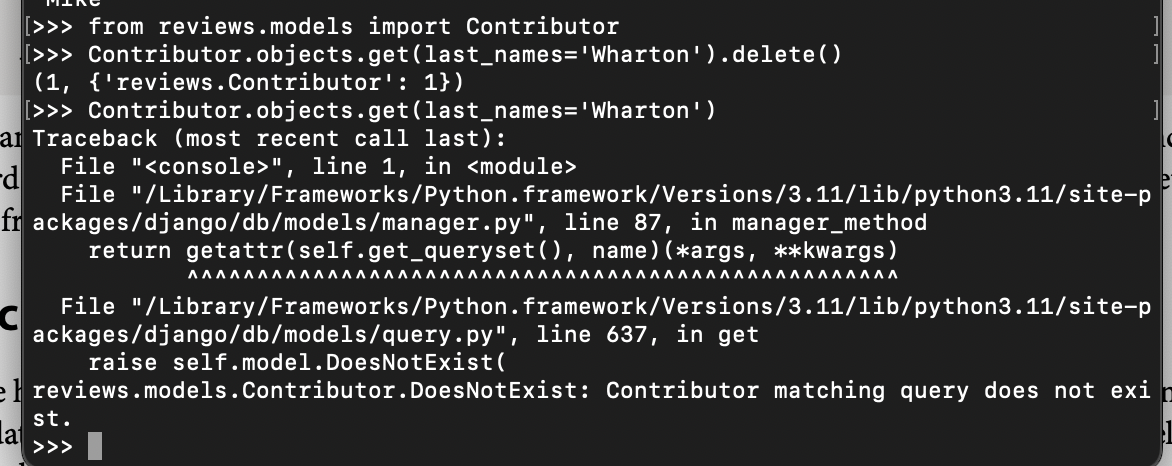 Mike
[>>> from reviews.models import Contributor ]
[>>> Contributor.objects.get(last_names='Wharton').delete() ]
(1, {'reviews.Contributor': 1})
[>>> Contributor.objects.get(last_names='Wharton') ]
Traceback (most recent call last):
  File "<console>", line 1, in <module>
  File "/Library/Frameworks/Python.framework/Versions/3.11/lib/python3.11/site-p
ackages/django/db/models/manager.py", line 87, in manager_method
    return getattr(self.get_queryset(), name)(*args, **kwargs)
           ^^^^^^^^^^^^^^^^^^^^^^^^^^^^^^^^^^^^^^^^^^^^^^^^^^^
  File "/Library/Frameworks/Python.framework/Versions/3.11/lib/python3.11/site-p
ackages/django/db/models/query.py", line 637, in get
    raise self.model.DoesNotExist(
reviews.models.Contributor.DoesNotExist: Contributor matching query does not exi
st.
>>>